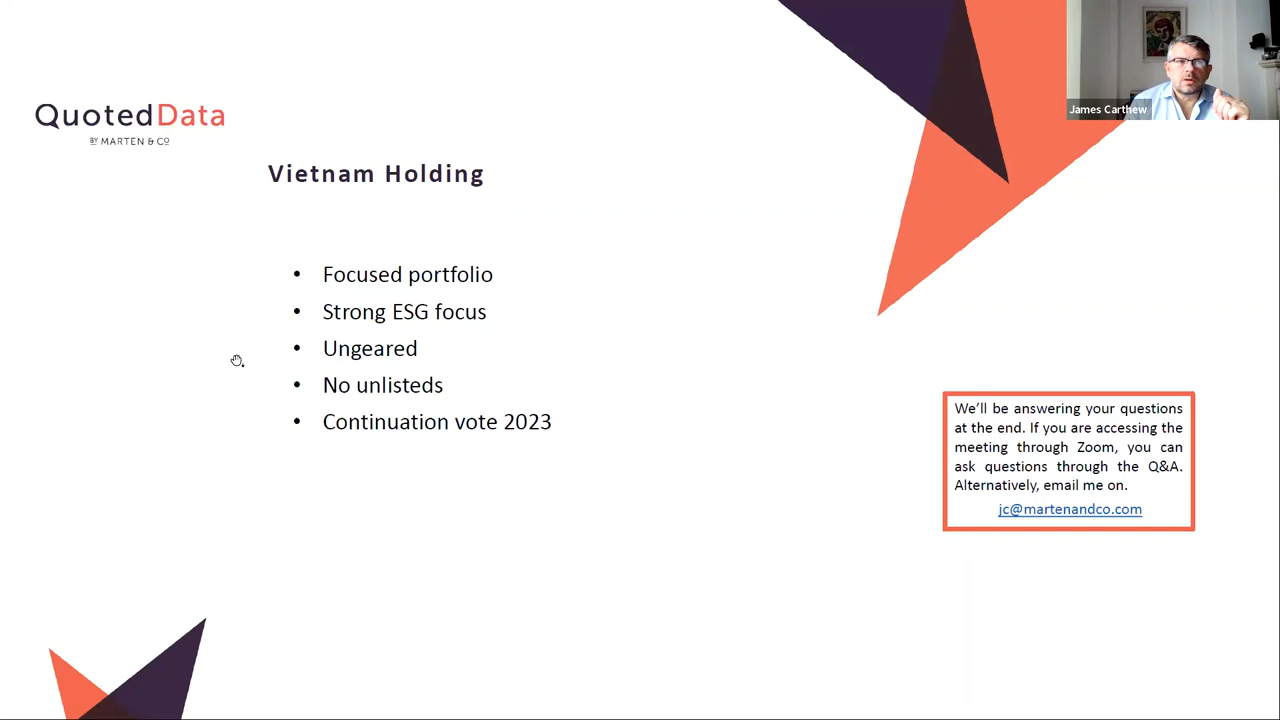 QuotedData
BY MARTEN & CO
James Carthew
Vietnam Holding
• Focused portfolio
• Strong ESG focus
• Ungeared
• No unlisteds
• Continuation vote 2023
We’ll be answering your questions
at the end. If you are accessing the
meeting through Zoom, you can
ask questions through the Q&A.
Alternatively, email me on.
jc@martenandco.com